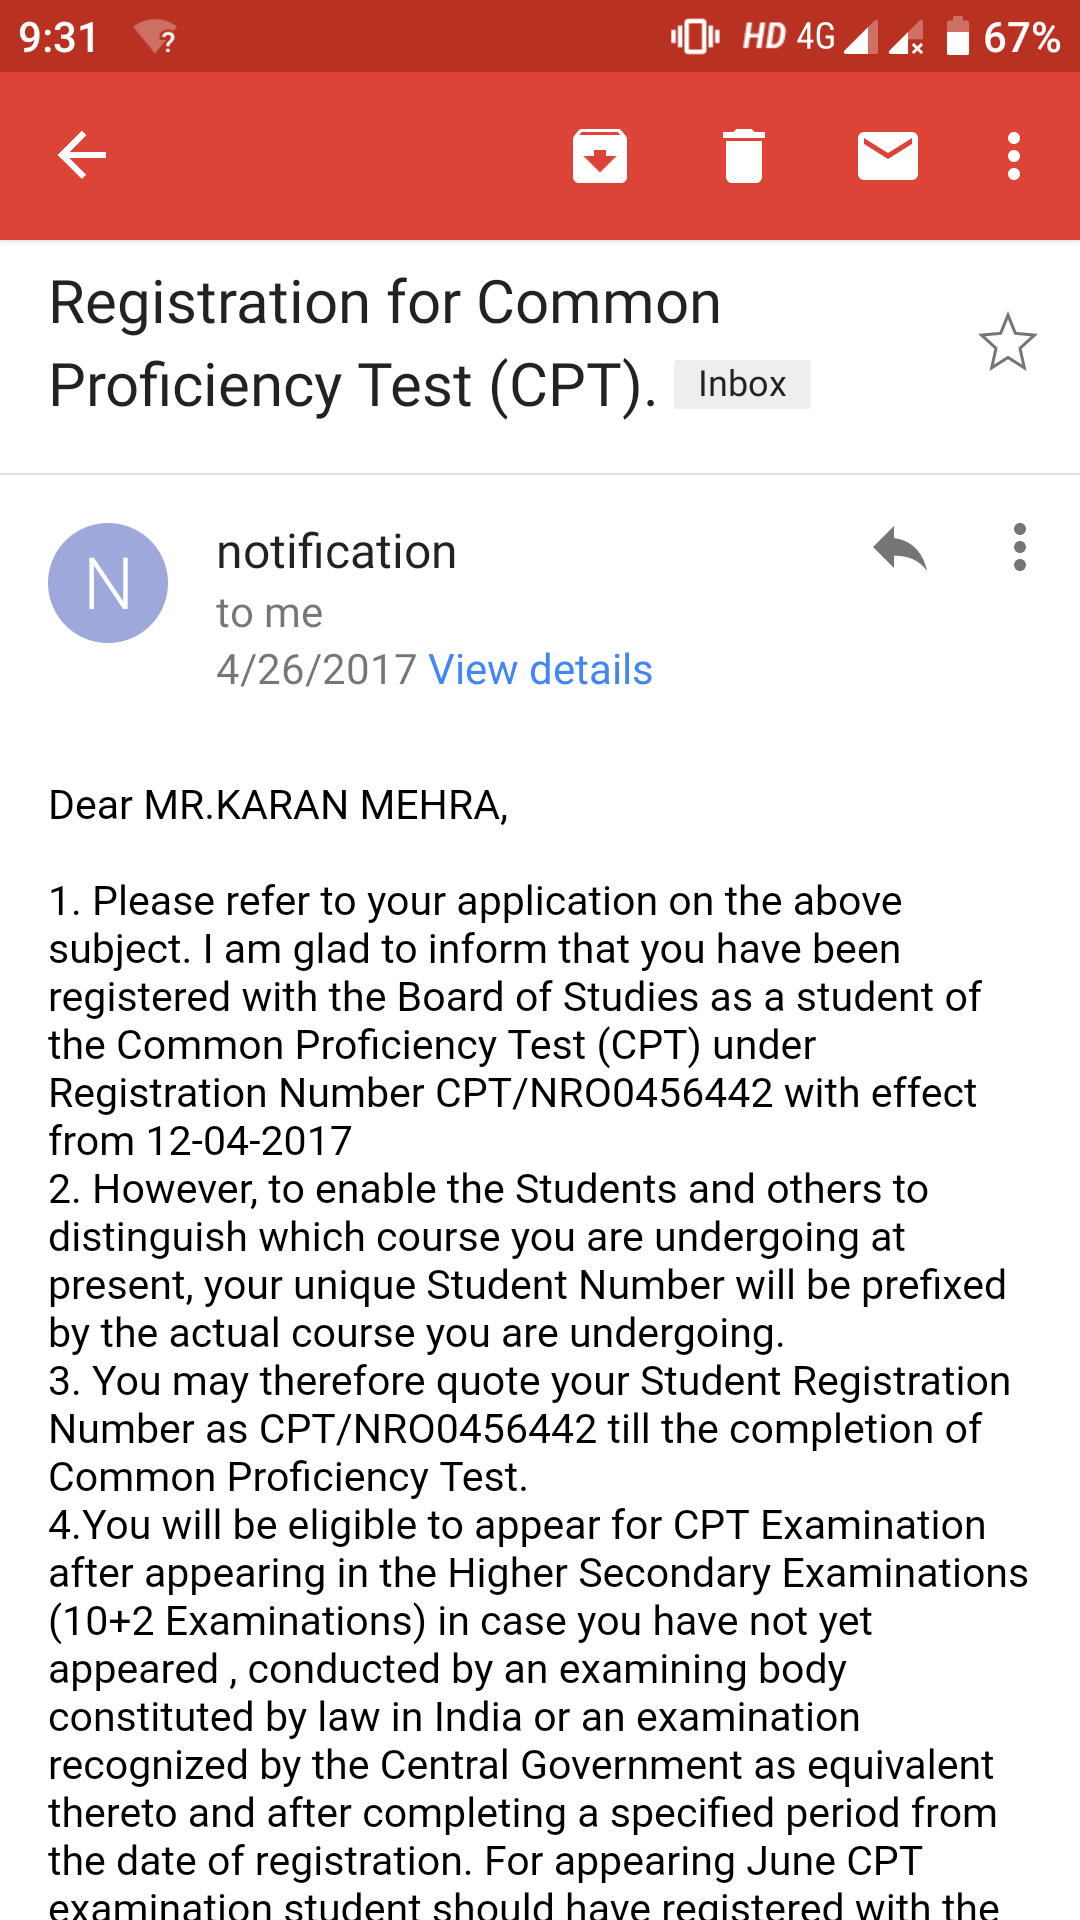 9:31 ? HD 4G x 67%
Registration for Common
Proficiency Test (CPT). Inbox
N
notification
to me
4/26/2017 View details
Dear MR.KARAN MEHRA,
1. Please refer to your application on the above
subject. I am glad to inform that you have been
registered with the Board of Studies as a student of
the Common Proficiency Test (CPT) under
Registration Number CPT/NRO0456442 with effect
from 12-04-2017
2. However, to enable the Students and others to
distinguish which course you are undergoing at
present, your unique Student Number will be prefixed
by the actual course you are undergoing.
3. You may therefore quote your Student Registration
Number as CPT/NRO0456442 till the completion of
Common Proficiency Test.
4.You will be eligible to appear for CPT Examination
after appearing in the Higher Secondary Examinations
(10+2 Examinations) in case you have not yet
appeared , conducted by an examining body
constituted by law in India or an examination
recognized by the Central Government as equivalent
thereto and after completing a specified period from
the date of registration. For appearing June CPT
examination student should have registered with the